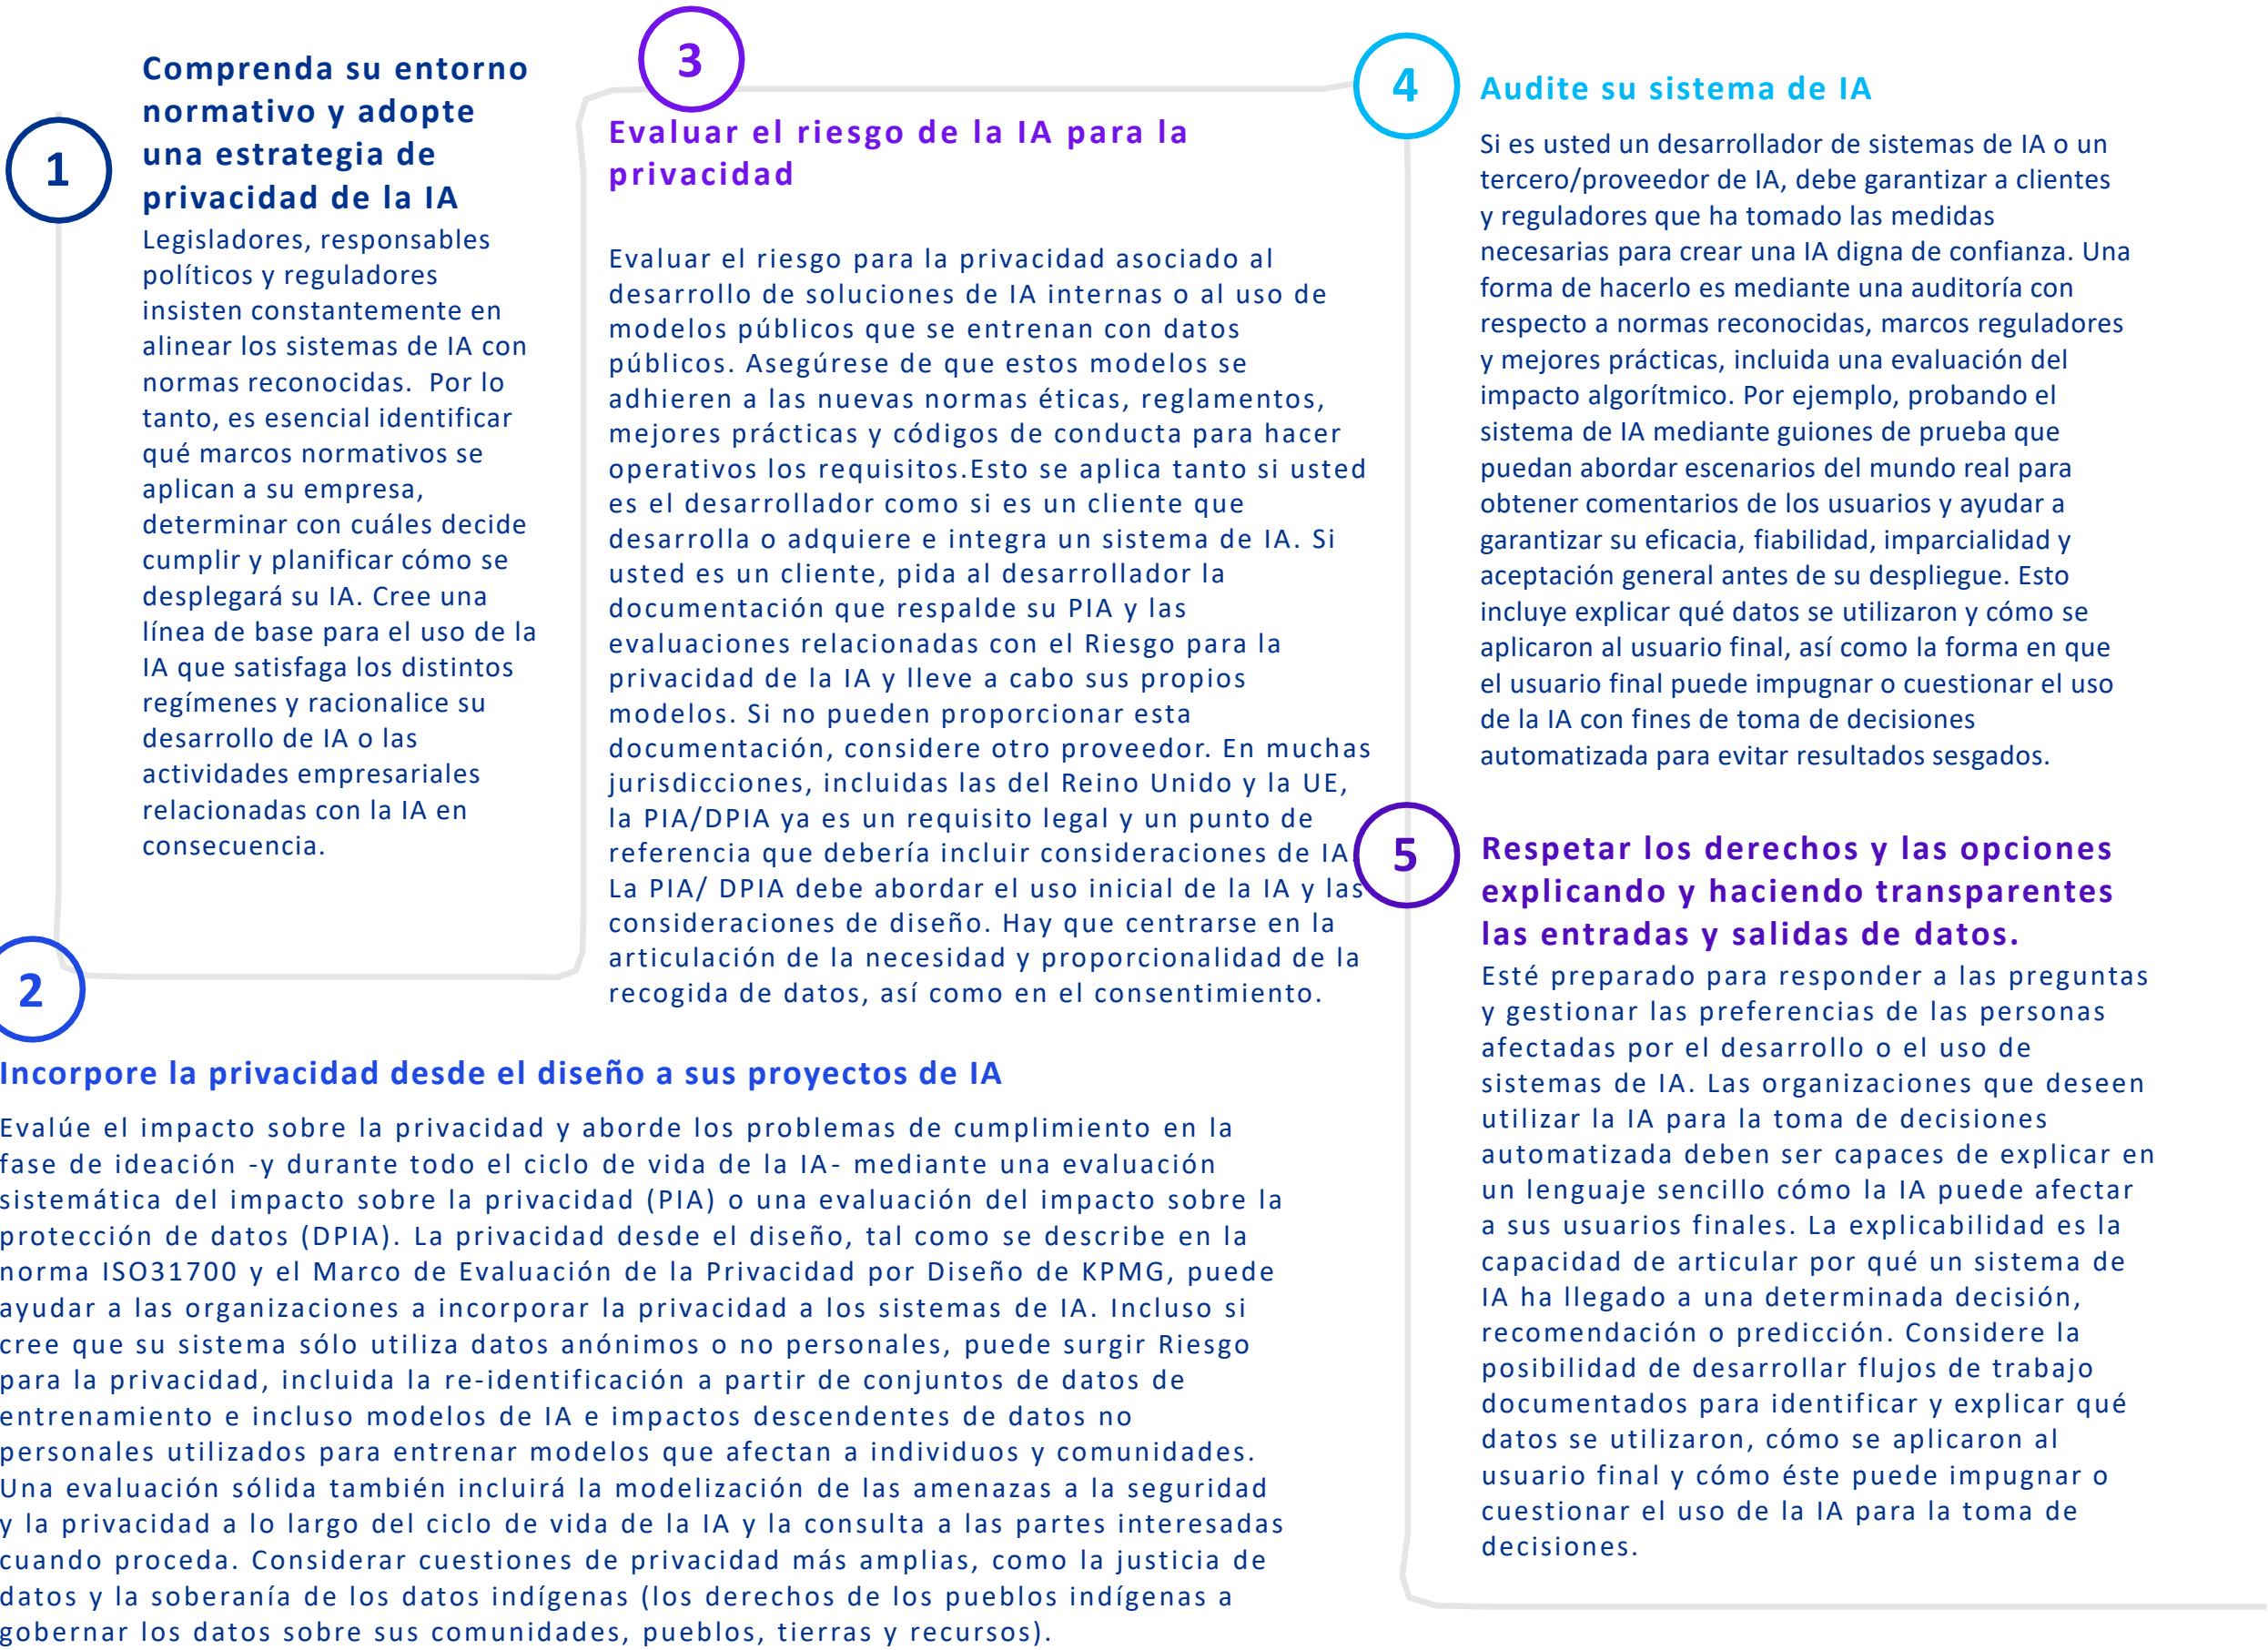 1
Comprenda su entorno
normativo y adopte
una estrategia de
privacidad de la IA
Legisladores, responsables
políticos y reguladores
insisten constantemente en
alinear los sistemas de IA con
normas reconocidas.  Por lo
tanto, es esencial identificar
qué marcos normativos se
aplican a su empresa,
determinar con cuáles decide
cumplir y planificar cómo se
desplegará su IA. Cree una
línea de base para el uso de la
IA que satisfaga los distintos
regímenes y racionalice su
desarrollo de IA o las
actividades empresariales
relacionadas con la IA en
consecuencia.
2
Incorpore la privacidad desde el diseño a sus proyectos de IA
Evalúe el impacto sobre la privacidad y aborde los problemas de cumplimiento en la
fase de ideación -y durante todo el ciclo de vida de la IA- mediante una evaluación
sistemática del impacto sobre la privacidad (PIA) o una evaluación del impacto sobre la
protección de datos (DPIA). La privacidad desde el diseño, tal como se describe en la
norma ISO31700 y el Marco de Evaluación de la Privacidad por Diseño de KPMG, puede
ayudar a las organizaciones a incorporar la privacidad a los sistemas de IA. Incluso si
cree que su sistema sólo utiliza datos anónimos o no personales, puede surgir Riesgo
para la privacidad, incluida la re-identificación a partir de conjuntos de datos de
entrenamiento e incluso modelos de IA e impactos descendentes de datos no
personales utilizados para entrenar modelos que afectan a individuos y comunidades.
Una evaluación sólida también incluirá la modelización de las amenazas a la seguridad
y la privacidad a lo largo del ciclo de vida de la IA y la consulta a las partes interesadas
cuando proceda. Considerar cuestiones de privacidad más amplias, como la justicia de
datos y la soberanía de los datos indígenas (los derechos de los pueblos indígenas a
gobernar los datos sobre sus comunidades, pueblos, tierras y recursos).
3
Evaluar el riesgo de la IA para la
privacidad
Evaluar el riesgo para la privacidad asociado al
desarrollo de soluciones de IA internas o al uso de
modelos públicos que se entrenan con datos
públicos. Asegúrese de que estos modelos se
adhieren a las nuevas normas éticas, reglamentos,
mejores prácticas y códigos de conducta para hacer
operativos los requisitos.Esto se aplica tanto si usted
es el desarrollador como si es un cliente que
desarrolla o adquiere e integra un sistema de IA. Si
usted es un cliente, pida al desarrollador la
documentación que respalde su PIA y las
evaluaciones relacionadas con el Riesgo para la
privacidad de la IA y lleve a cabo sus propios
modelos. Si no pueden proporcionar esta
documentación, considere otro proveedor. En muchas
jurisdicciones, incluidas las del Reino Unido y la UE,
la PIA/DPIA ya es un requisito legal y un punto de
referencia que debería incluir consideraciones de IA.
La PIA/ DPIA debe abordar el uso inicial de la IA y las
consideraciones de diseño. Hay que centrarse en la
articulación de la necesidad y proporcionalidad de la
recogida de datos, así como en el consentimiento.
4
Audite su sistema de IA
Si es usted un desarrollador de sistemas de IA o un
tercero/proveedor de IA, debe garantizar a clientes
y reguladores que ha tomado las medidas
necesarias para crear una IA digna de confianza. Una
forma de hacerlo es mediante una auditoría con
respecto a normas reconocidas, marcos reguladores
y mejores prácticas, incluida una evaluación del
impacto algorítmico. Por ejemplo, probando el
sistema de IA mediante guiones de prueba que
puedan abordar escenarios del mundo real para
obtener comentarios de los usuarios y ayudar a
garantizar su eficacia, fiabilidad, imparcialidad y
aceptación general antes de su despliegue. Esto
incluye explicar qué datos se utilizaron y cómo se
aplicaron al usuario final, así como la forma en que
el usuario final puede impugnar o cuestionar el uso
de la IA con fines de toma de decisiones
automatizada para evitar resultados sesgados.
5
Respetar los derechos y las opciones
explicando y haciendo transparentes
las entradas y salidas de datos.
Esté preparado para responder a las preguntas
y gestionar las preferencias de las personas
afectadas por el desarrollo o el uso de
sistemas de IA. Las organizaciones que deseen
utilizar la IA para la toma de decisiones
automatizada deben ser capaces de explicar en
un lenguaje sencillo cómo la IA puede afectar
a sus usuarios finales. La explicabilidad es la
capacidad de articular por qué un sistema de
IA ha llegado a una determinada decisión,
recomendación o predicción. Considere la
posibilidad de desarrollar flujos de trabajo
documentados para identificar y explicar qué
datos se utilizaron, cómo se aplicaron al
usuario final y cómo éste puede impugnar o
cuestionar el uso de la IA para la toma de
decisiones.